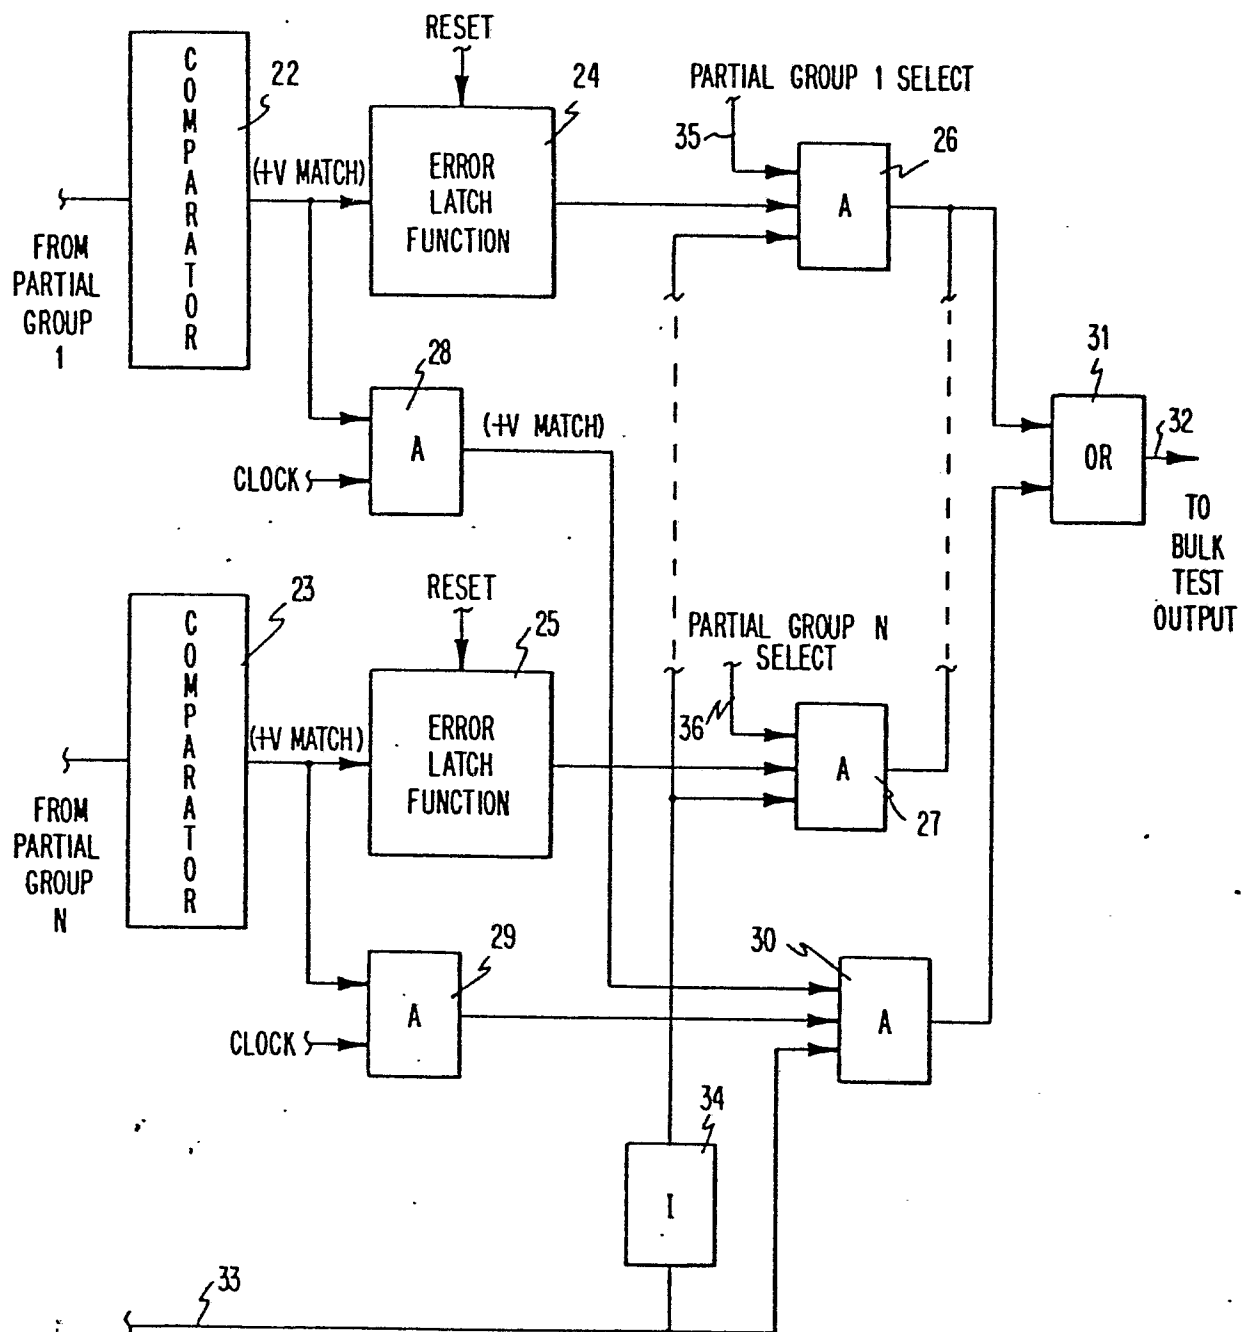 RESET
COMPARATOR
22
24
PARTIAL GROUP 1 SELECT
35
26
(+V MATCH)
ERROR
LATCH
FUNCTION
A
FROM
PARTIAL
GROUP
1
28
(+V MATCH)
A
CLOCK
31
OR
32
TO
BULK
TEST
OUTPUT
RESET
COMPARATOR
23
25
PARTIAL GROUP N
SELECT
36
(+V MATCH)
ERROR
LATCH
FUNCTION
A
27
FROM
PARTIAL
GROUP
N
29
30
A
CLOCK
A
34
I
33